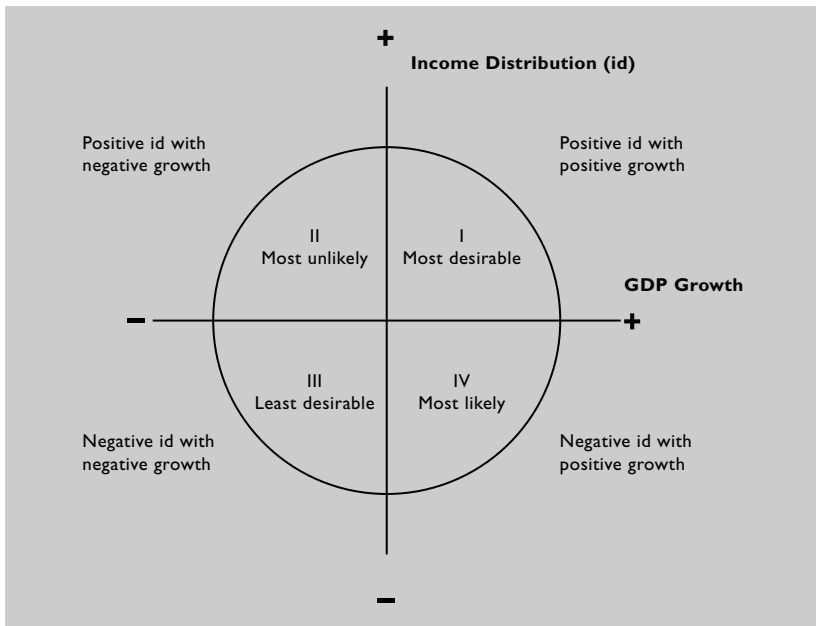 +
Income Distribution (id)
Positive id with
negative growth
Positive id with
positive growth
II
Most unlikely
I
Most desirable
GDP Growth
–
+
III
Least desirable
IV
Most likely
Negative id with
negative growth
Negative id with
positive growth
–